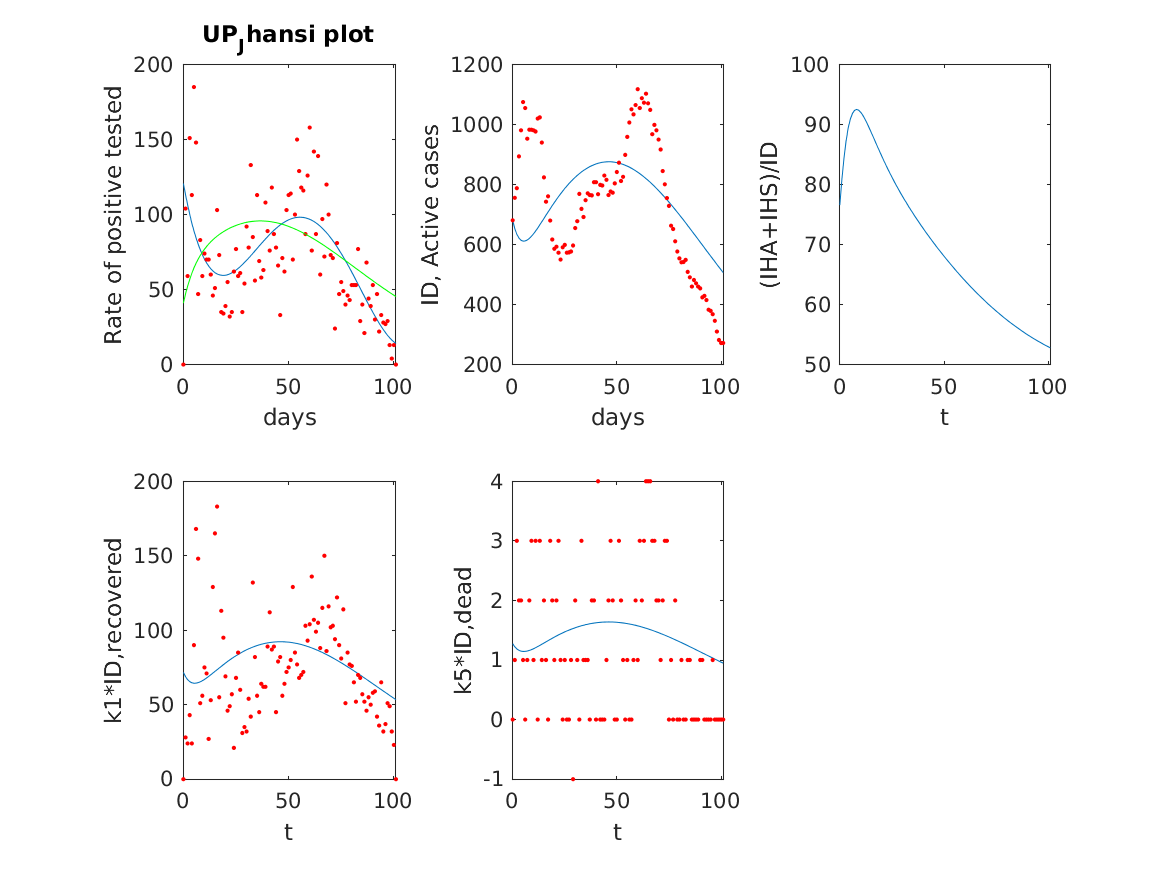 UP_Jhansi plot
200
150
100
50
0
0 50 100
days
Rate of positive tested
1200
1000
800
600
400
200
0 50 100
days
ID, Active cases
100
90
80
70
60
50
0 50 100
t
(IHA+IHS)/ID
200
150
100
50
0
0 50 100
t
k1*ID,recovered
4
3
2
1
0
-1
0 50 100
t
k5*ID,dead